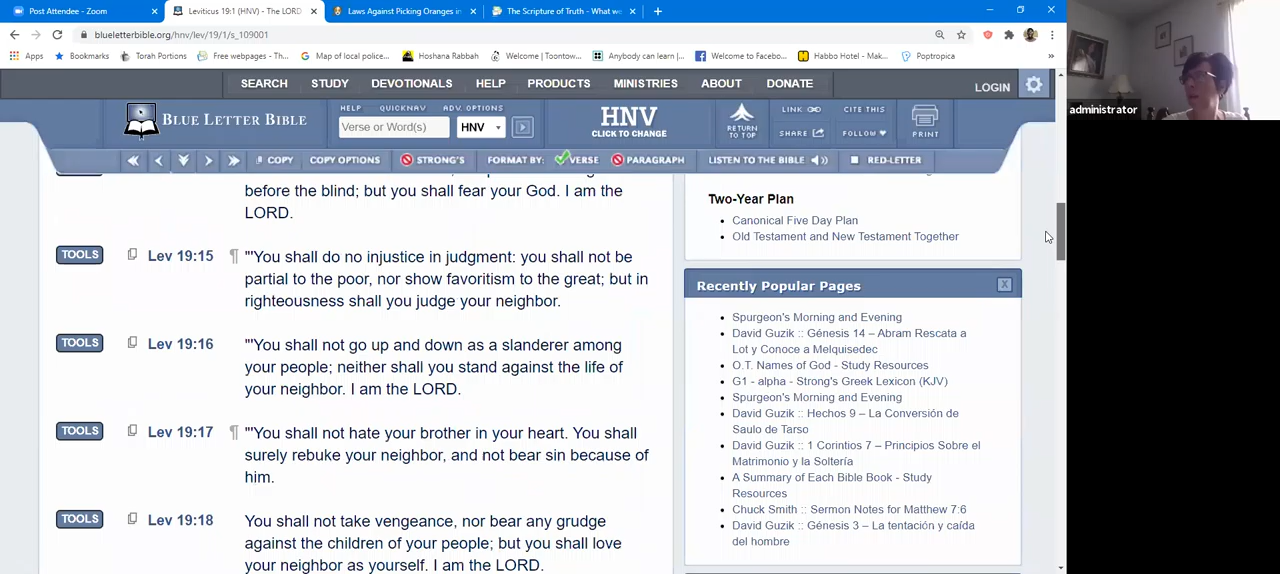 Post Attendee - Zoom
Leviticus 19:1 (HNV) - The LORD
Laws Against Picking Oranges in
The Scripture of Truth - What we
blueletterbible.org/hnv/lev/19/1/s_109001
Apps
Bookmarks
Torah Portions
Free webpages - Th...
Map of local police...
Hoshana Rabbah
Welcome | Toontow...
Anybody can learn |...
Welcome to Facebo...
Habbo Hotel - Mak...
Poptropica
»
SEARCH STUDY DEVOTIONALS HELP PRODUCTS MINISTRIES ABOUT DONATE LOGIN
BLUE LETTER BIBLE
HELP QUICKNAV ADV. OPTIONS
Verse or Word(s) HNV
HNV
CLICK TO CHANGE
RETURN
TO TOP
LINK CITE THIS
SHARE FOLLOW
PRINT
COPY COPY OPTIONS STRONG'S FORMAT BY: VERSE PARAGRAPH LISTEN TO THE BIBLE RED-LETTER
before the blind; but you shall fear your God. I am the
LORD.
TOOLS Lev 19:15 ¶ "'You shall do no injustice in judgment: you shall not be
partial to the poor, nor show favoritism to the great; but in
righteousness shall you judge your neighbor.
TOOLS Lev 19:16 "'You shall not go up and down as a slanderer among
your people; neither shall you stand against the life of
your neighbor. I am the LORD.
TOOLS Lev 19:17 ¶ "'You shall not hate your brother in your heart. You shall
surely rebuke your neighbor, and not bear sin because of
him.
TOOLS Lev 19:18 You shall not take vengeance, nor bear any grudge
against the children of your people; but you shall love
your neighbor as yourself. I am the LORD.
Two-Year Plan
Canonical Five Day Plan
Old Testament and New Testament Together
Recently Popular Pages X
Spurgeon's Morning and Evening
David Guzik :: Génesis 14 – Abram Rescata a
Lot y Conoce a Melquisedec
O.T. Names of God - Study Resources
G1 - alpha - Strong's Greek Lexicon (KJV)
Spurgeon's Morning and Evening
David Guzik :: Hechos 9 – La Conversión de
Saulo de Tarso
David Guzik :: 1 Corintios 7 – Principios Sobre el
Matrimonio y la Soltería
A Summary of Each Bible Book - Study
Resources
Chuck Smith :: Sermon Notes for Matthew 7:6
David Guzik :: Génesis 3 – La tentación y caída
del hombre
administrator